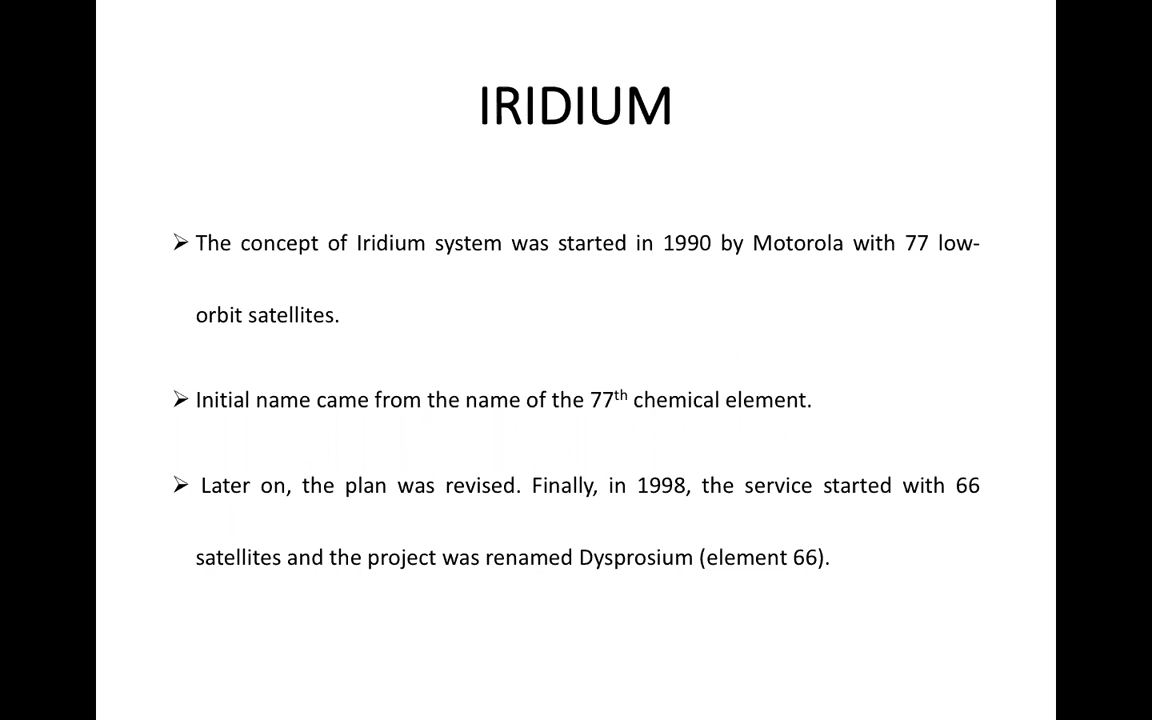 IRIDIUM
➢ The concept of Iridium system was started in 1990 by Motorola with 77 low-
orbit satellites.
➢ Initial name came from the name of the 77th chemical element.
➢ Later on, the plan was revised. Finally, in 1998, the service started with 66
satellites and the project was renamed Dysprosium (element 66).